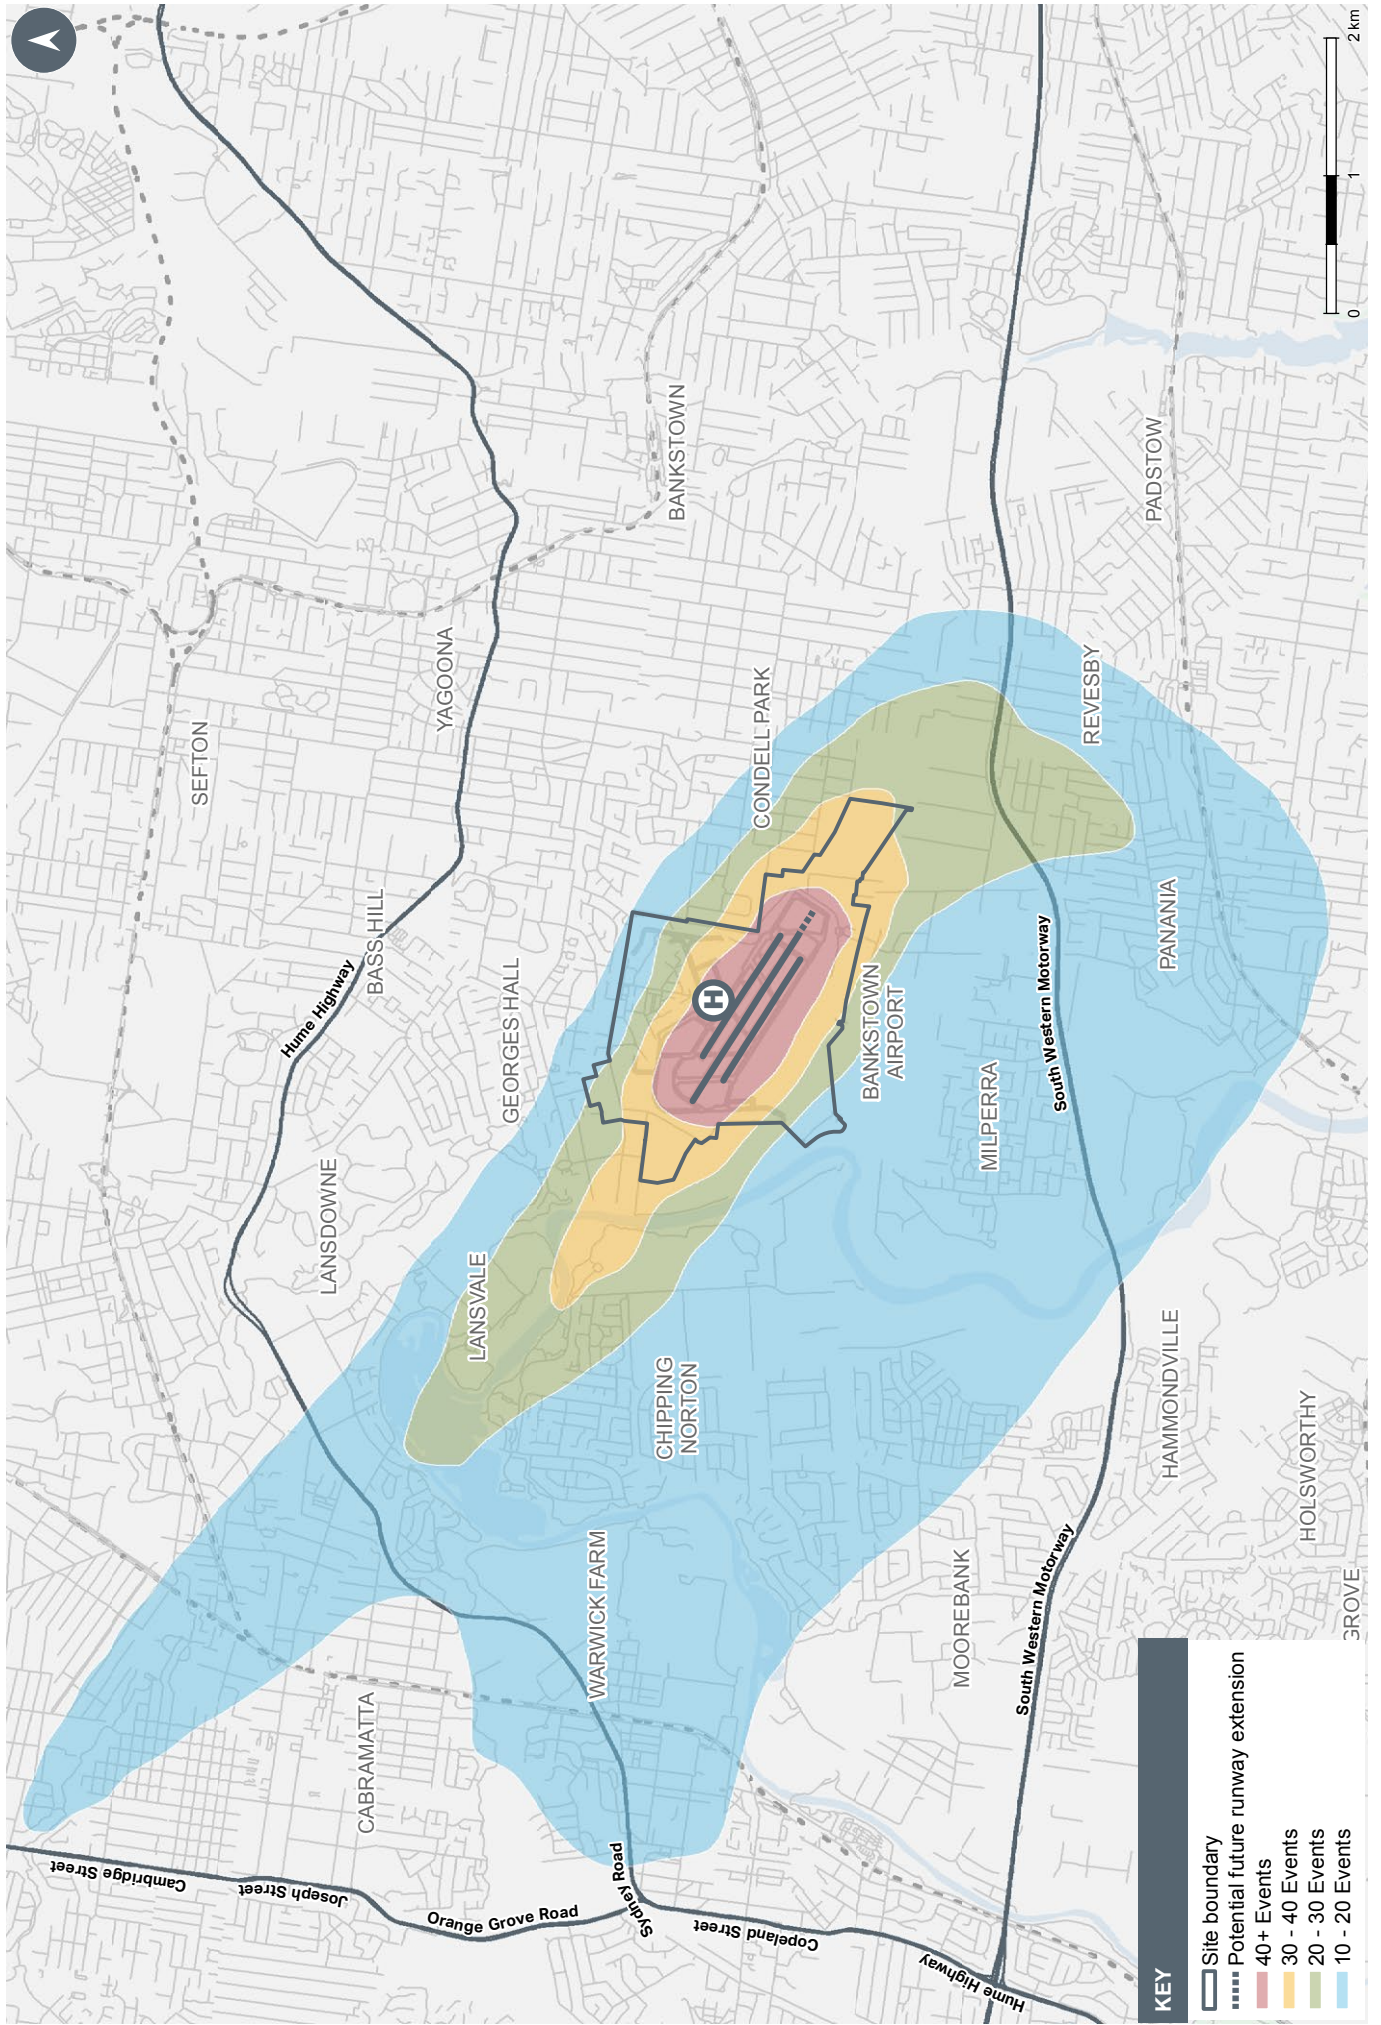 Cambridge Street
Joseph Street
Orange Grove Road
Sydney Road
Copeland Street
Hume Highway
CABRAMATTA
WARWICK FARM
MOOREBANK
South Western Motorway
GROVE
HOLSWORTHY
HAMMONDVILLE
CHIPPING
NORTON
LANSVALE
LANSDOWNE
Hume Highway
GEORGES HALL
BASS HILL
MILPERRA
South Western Motorway
BANKSTOWN
AIRPORT
H
PANANIA
CONDELL PARK
REVESBY
SEFTON
YAGOONA
BANKSTOWN
PADSTOW
0
1
2 km
KEY
Site boundary
Potential future runway extension
40+ Events
30 - 40 Events
20 - 30 Events
10 - 20 Events